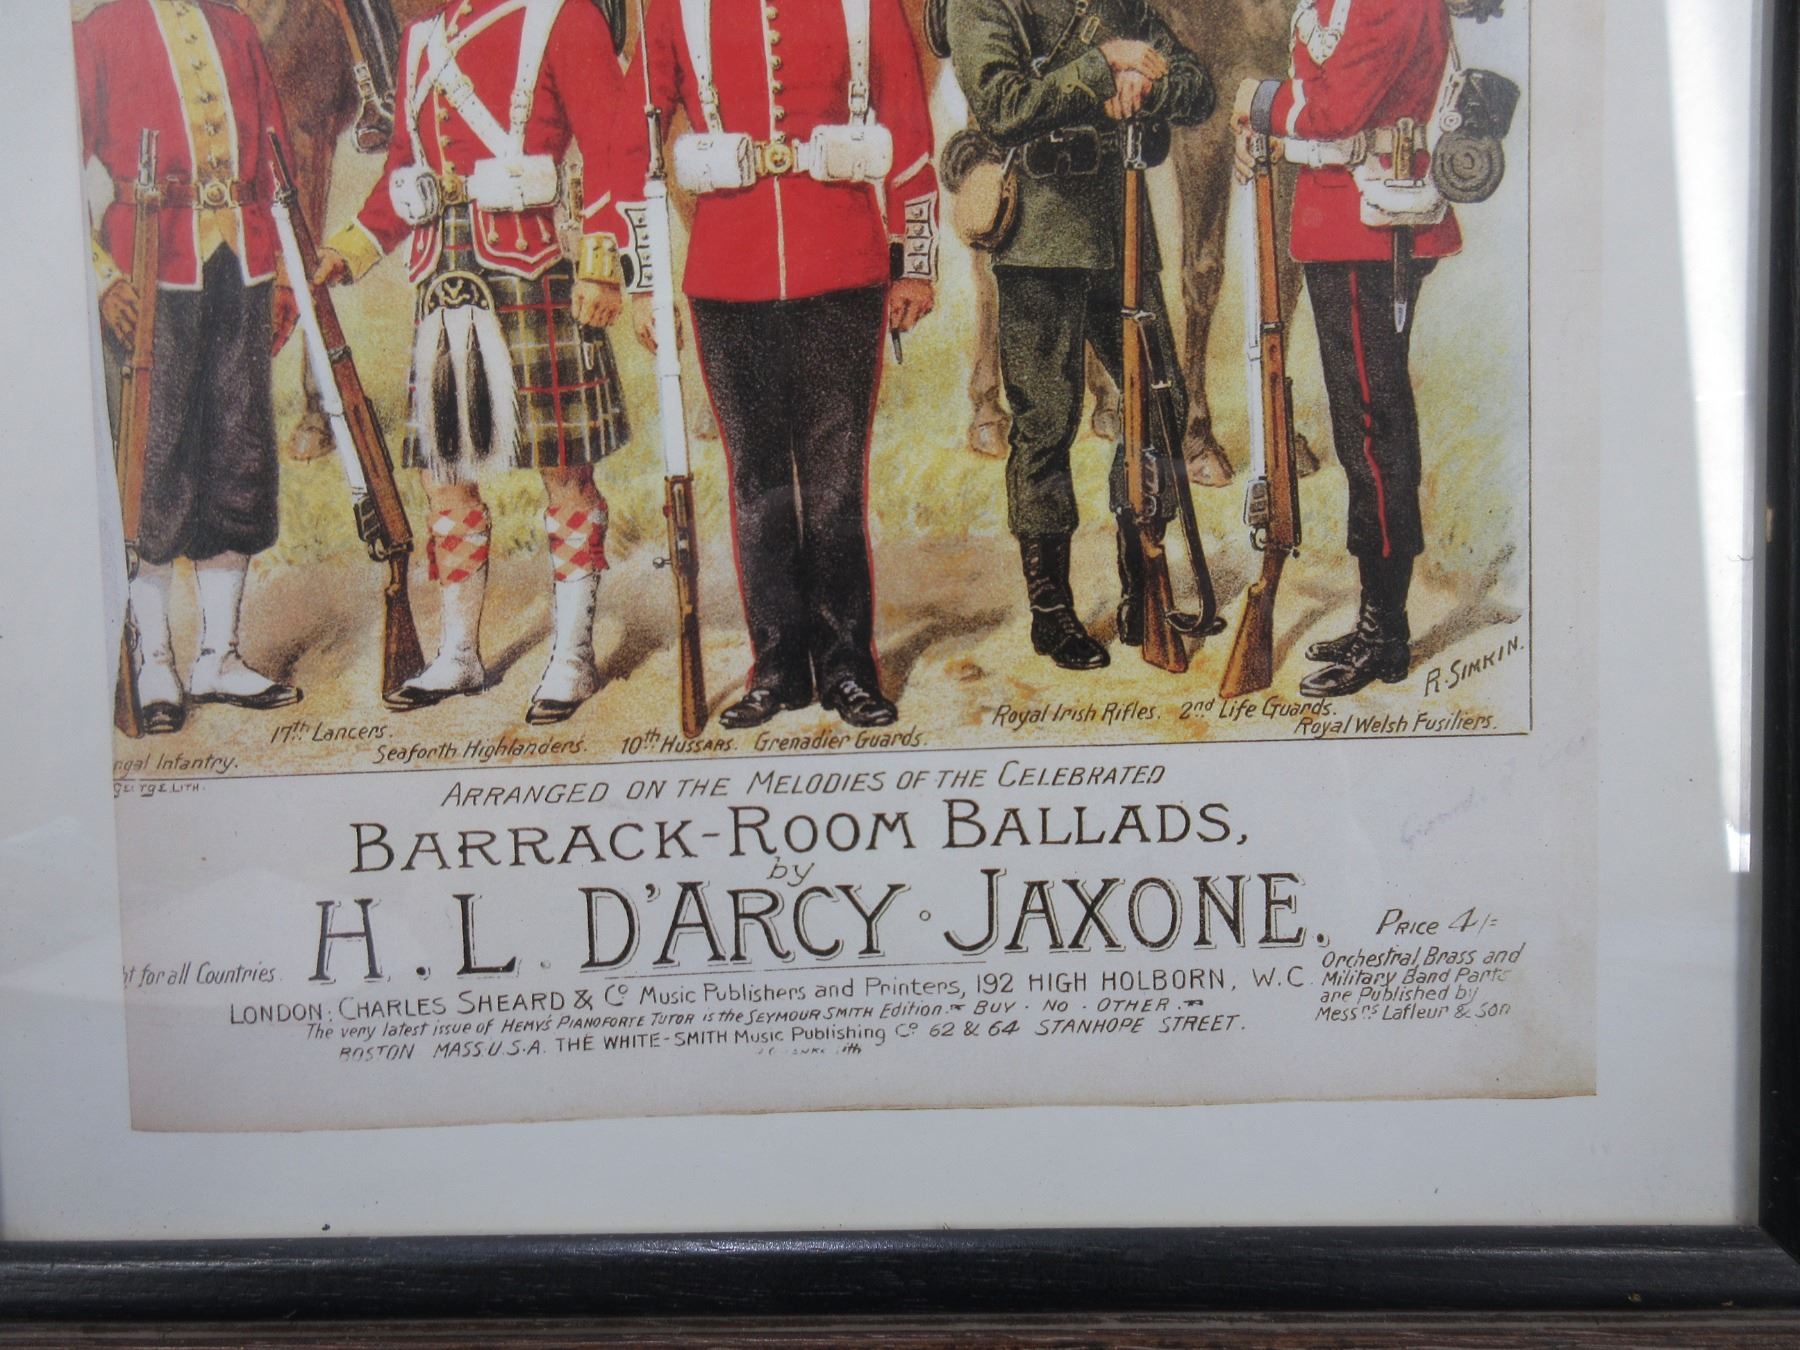 R. SIMKIN.
17th Lancers.
Seaforth Highlanders.
10th Hussars.
Grenadier Guards.
Royal Irish Rifles.
2nd Life Guards.
Royal Welsh Fusiliers.
ngal Infantry.
GEORGE LITH.
ARRANGED ON THE MELODIES OF THE CELEBRATED
BARRACK-ROOM BALLADS,
by
H. L. D'ARCY · JAXONE.
PRICE 4/=
ht for all Countries.
Orchestral, Brass and
Military Band Parts
are Published by
Messrs Lafleur & Son
LONDON: CHARLES SHEARD & Co Music Publishers and Printers, 192 HIGH HOLBORN, W.C.
The very latest issue of HEMY'S PIANOFORTE TUTOR is the SEYMOUR SMITH Edition. BUY · NO · OTHER.
BOSTON MASS. U.S.A. THE WHITE-SMITH Music Publishing Co 62 & 64 STANHOPE STREET.